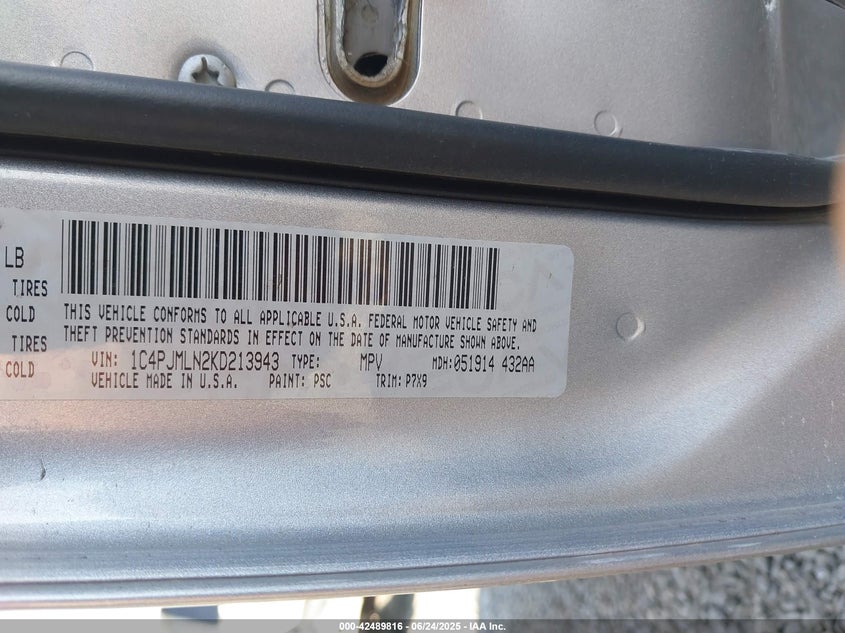 LB
TIRES
COLD
TIRES
COLD
THIS VEHICLE CONFORMS TO ALL APPLICABLE U.S.A. FEDERAL MOTOR VEHICLE SAFETY AND
THEFT PREVENTION STANDARDS IN EFFECT ON THE DATE OF MANUFACTURE SHOWN ABOVE.
VIN: 1C4PJMLN2KD213943 TYPE: MPV MDH:051914 432AA
VEHICLE MADE IN U.S.A. PAINT: PSC TRIM: P7X9
000-42489816 - 06/24/2025 - IAA Inc.